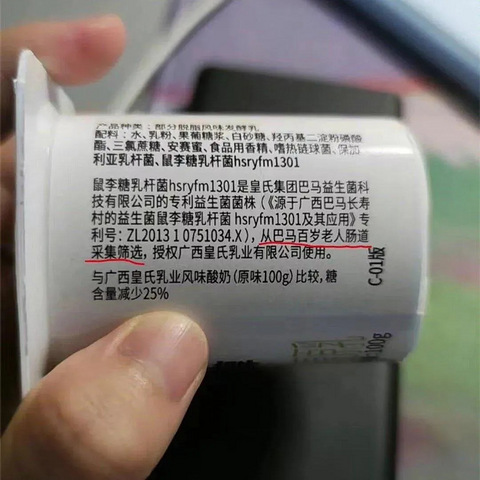 产品种类：部分脱脂风味发酵乳
配料：水、乳粉、果葡糖浆、白砂糖、羟丙基二淀粉磷酸
酯、三氯蔗糖、安赛蜜、食品用香精、嗜热链球菌、保加
利亚乳杆菌、鼠李糖乳杆菌hsryfm1301
鼠李糖乳杆菌hsryfm1301是皇氏集团巴马益生菌科
技有限公司的专利益生菌菌株（《源于广西巴马长寿
村的益生菌鼠李糖乳杆菌 hsryfm1301及其应用》专
利号：ZL2013 1 0751034.X），从巴马百岁老人肠道
采集筛选，授权广西皇氏乳业有限公司使用。
与广西皇氏乳业风味酸奶（原味100g）比较，糖
含量减少25%
C-01版
100g